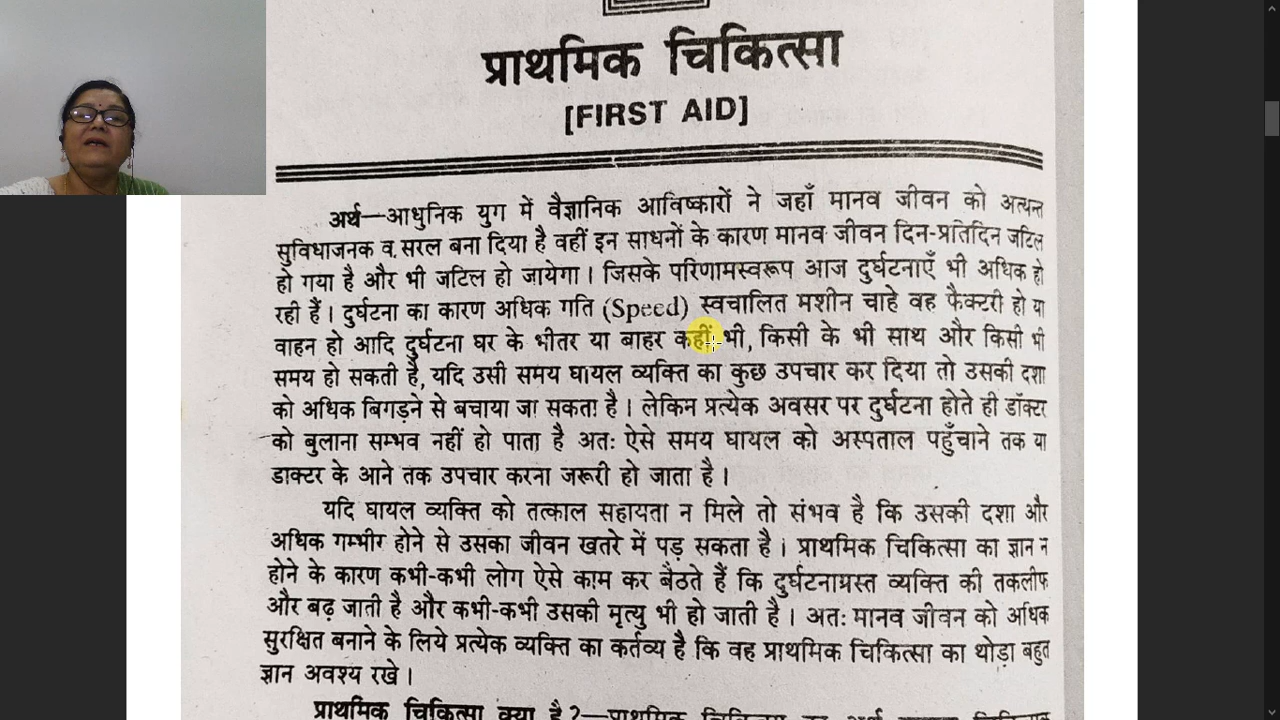 प्राथमिक चिकित्सा
[FIRST AID]
अर्थ—आधुनिक युग में वैज्ञानिक आविष्कारों ने जहाँ मानव जीवन को अत्यन्त
सुविधाजनक व सरल बना दिया है वहीं इन साधनों के कारण मानव जीवन दिन-प्रतिदिन जटिल
हो गया है और भी जटिल हो जायेगा। जिसके परिणामस्वरूप आज दुर्घटनाएँ भी अधिक हो
रही हैं। दुर्घटना का कारण अधिक गति (Speed) स्वचालित मशीन चाहे वह फैक्टरी हो या
वाहन हो आदि दुर्घटना घर के भीतर या बाहर कहीं भी, किसी के भी साथ और किसी भी
समय हो सकती है, यदि उसी समय घायल व्यक्ति का कुछ उपचार कर दिया तो उसकी दशा
को अधिक बिगड़ने से बचाया जा सकता है। लेकिन प्रत्येक अवसर पर दुर्घटना होते ही डॉक्टर
को बुलाना सम्भव नहीं हो पाता है अतः ऐसे समय घायल को अस्पताल पहुँचाने तक या
डाक्टर के आने तक उपचार करना जरूरी हो जाता है।
यदि घायल व्यक्ति को तत्काल सहायता न मिले तो संभव है कि उसकी दशा और
अधिक गम्भीर होने से उसका जीवन खतरे में पड़ सकता है। प्राथमिक चिकित्सा का ज्ञान न
होने के कारण कभी-कभी लोग ऐसे काम कर बैठते हैं कि दुर्घटनाग्रस्त व्यक्ति की तकलीफ
और बढ़ जाती है और कभी-कभी उसकी मृत्यु भी हो जाती है। अतः मानव जीवन को अधिक
सुरक्षित बनाने के लिये प्रत्येक व्यक्ति का कर्तव्य है कि वह प्राथमिक चिकित्सा का थोड़ा बहुत
ज्ञान अवश्य रखे।
प्राथमिक चिकित्सा क्या है?—प्राथमिक